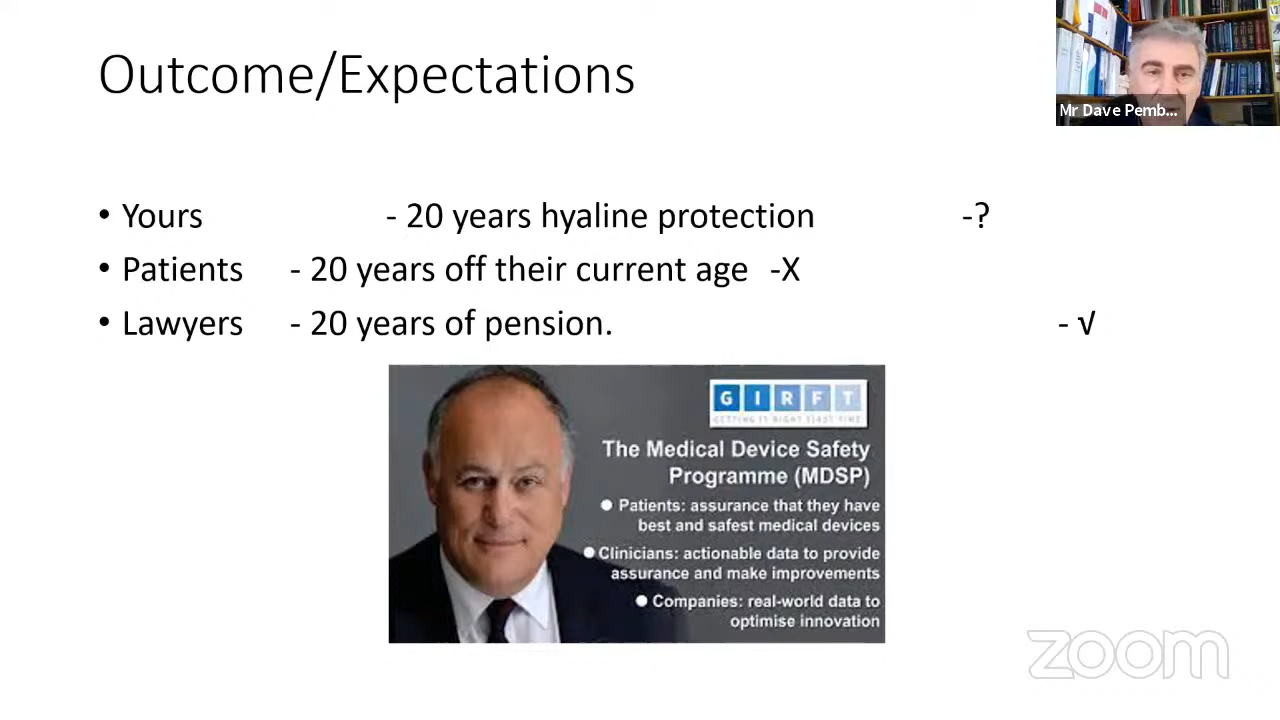 Outcome/Expectations
Mr Dave Pemb...
• Yours - 20 years hyaline protection -?
• Patients - 20 years off their current age -X
• Lawyers - 20 years of pension. - √
G I R F T
GETTING IT RIGHT FIRST TIME
The Medical Device Safety
Programme (MDSP)
● Patients: assurance that they have
best and safest medical devices
● Clinicians: actionable data to provide
assurance and make improvements
● Companies: real-world data to
optimise innovation
zoom